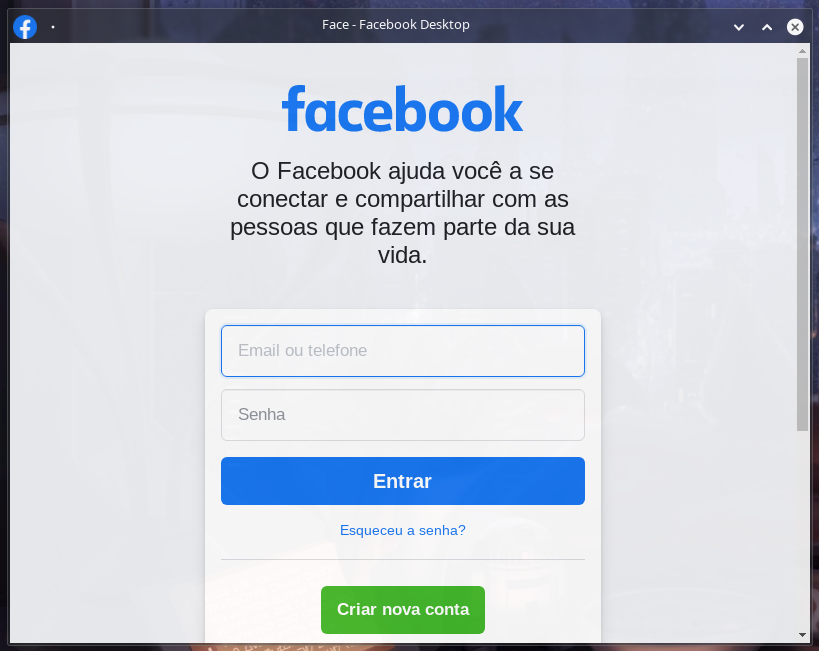 Face - Facebook Desktop
facebook
O Facebook ajuda você a se
conectar e compartilhar com as
pessoas que fazem parte da sua
vida.
Email ou telefone
Senha
Entrar
Esqueceu a senha?
Criar nova conta